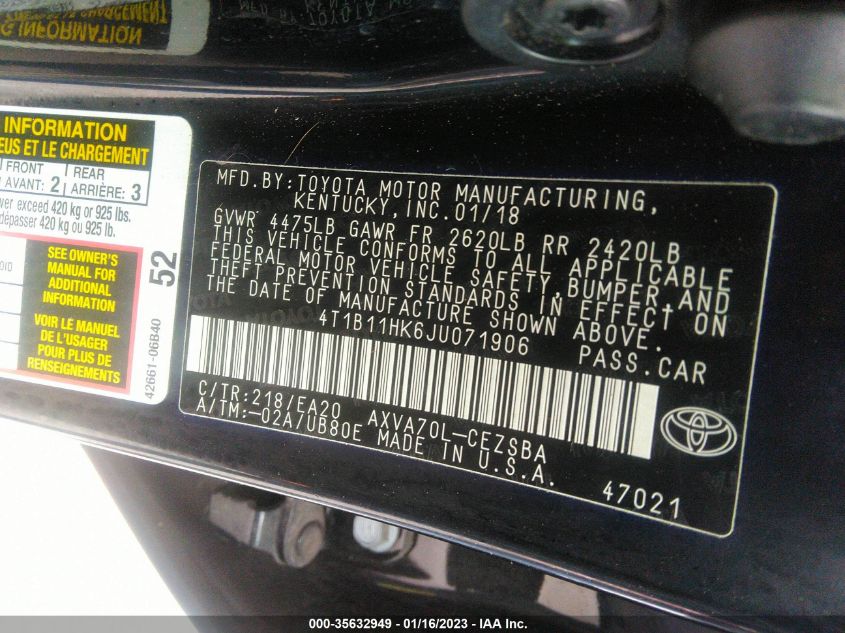 G INFORMATION
INFORMATION
EUS ET LE CHARGEMENT
FRONT
AVANT: 2
REAR
ARRIÈRE: 3
ver exceed 420 kg or 925 lbs.
dépasser 420 kg ou 925 lb.
SEE OWNER'S
MANUAL FOR
ADDITIONAL
INFORMATION
VOIR LE MANUEL
DE L'USAGER
POUR PLUS DE
RENSEIGNEMENTS
52
42661-06B40
MFD.BY:TOYOTA MOTOR MANUFACTURING,
KENTUCKY,INC.01/18
GVWR 4475LB GAWR FR 2620LB RR 2420LB
THIS VEHICLE CONFORMS TO ALL APPLICABLE
FEDERAL MOTOR VEHICLE SAFETY,BUMPER,AND
THEFT PREVENTION STANDARDS IN EFFECT ON
THE DATE OF MANUFACTURE SHOWN ABOVE.
4T1B11HK6JU071906 PASS.CAR
C/TR:218/EA20 AXVA70L-CEZSBA
A/TM:-02A/UB80E MADE IN U.S.A.
47021
000-35632949 - 01/16/2023 - IAA Inc.